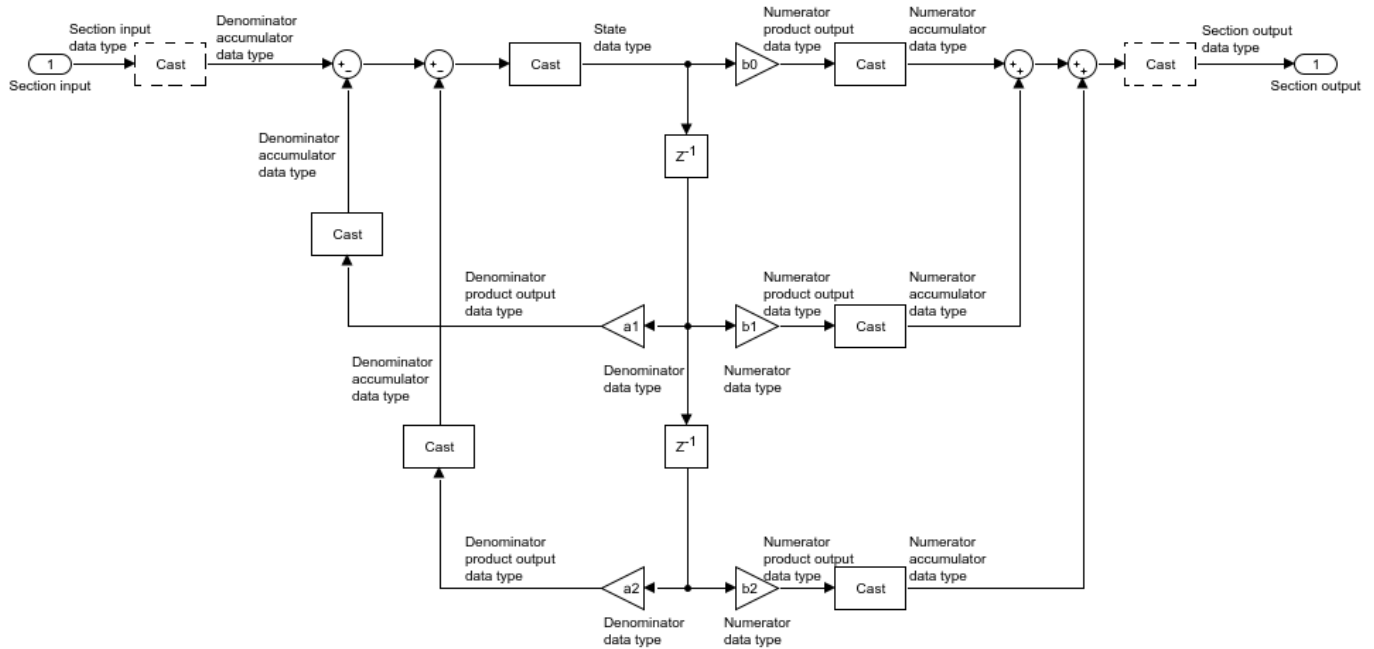 Section input
data type
1
Section input
Cast
Denominator
accumulator
data type
+
−
+
−
Cast
State
data type
b0
Numerator
product output
data type
Cast
Numerator
accumulator
data type
+
+
+
+
Cast
Section output
data type
1
Section output
Denominator
accumulator
data type
Z-1
Cast
Denominator
product output
data type
a1
Denominator
data type
b1
Numerator
data type
Numerator
product output
data type
Cast
Numerator
accumulator
data type
Denominator
accumulator
data type
Cast
Z-1
Denominator
product output
data type
a2
Denominator
data type
b2
Numerator
data type
Numerator
product output
data type
Cast
Numerator
accumulator
data type